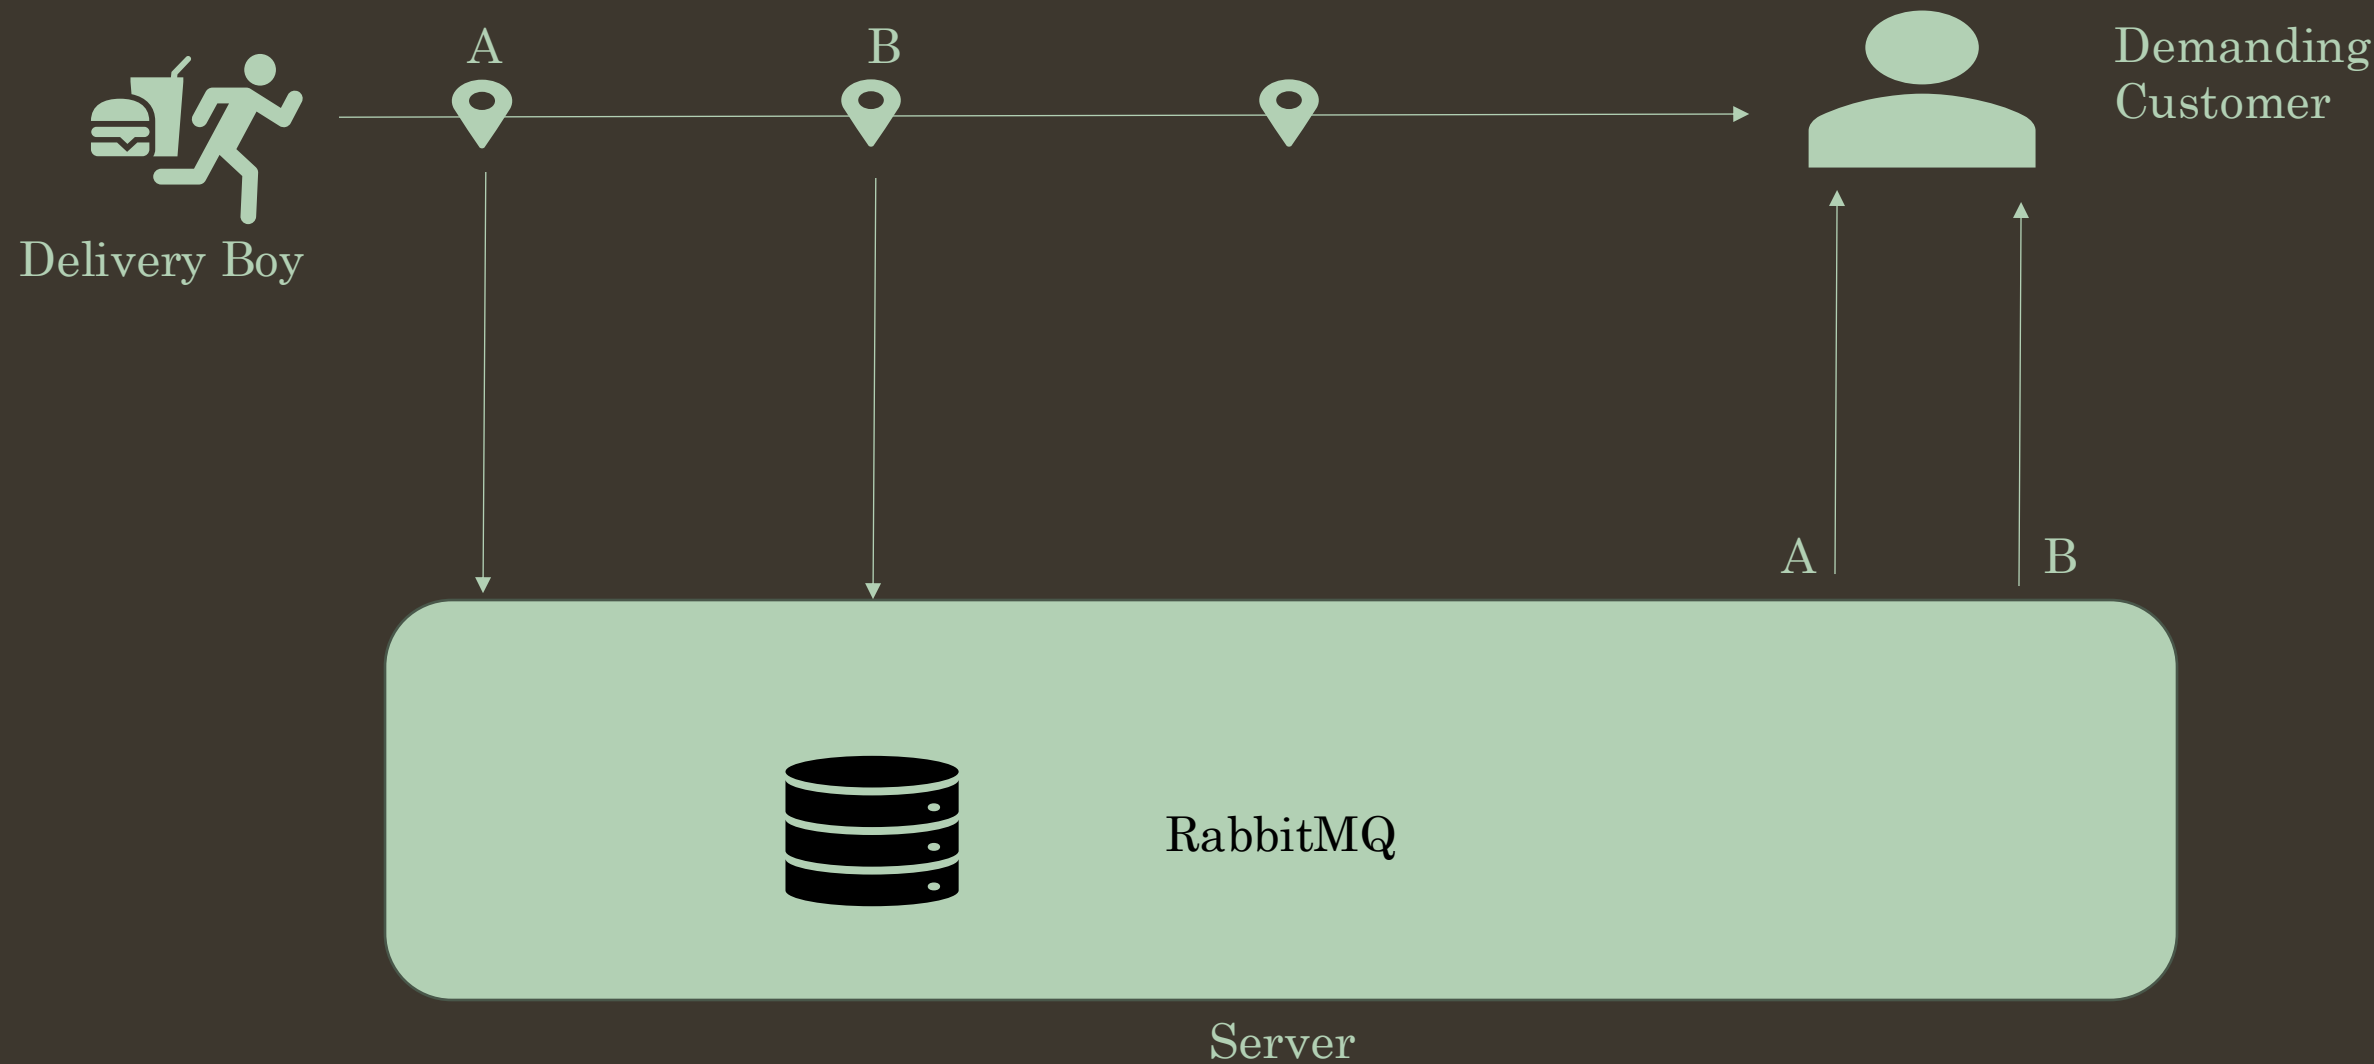 A
B
Demanding
Customer
Delivery Boy
A
B
RabbitMQ
Server